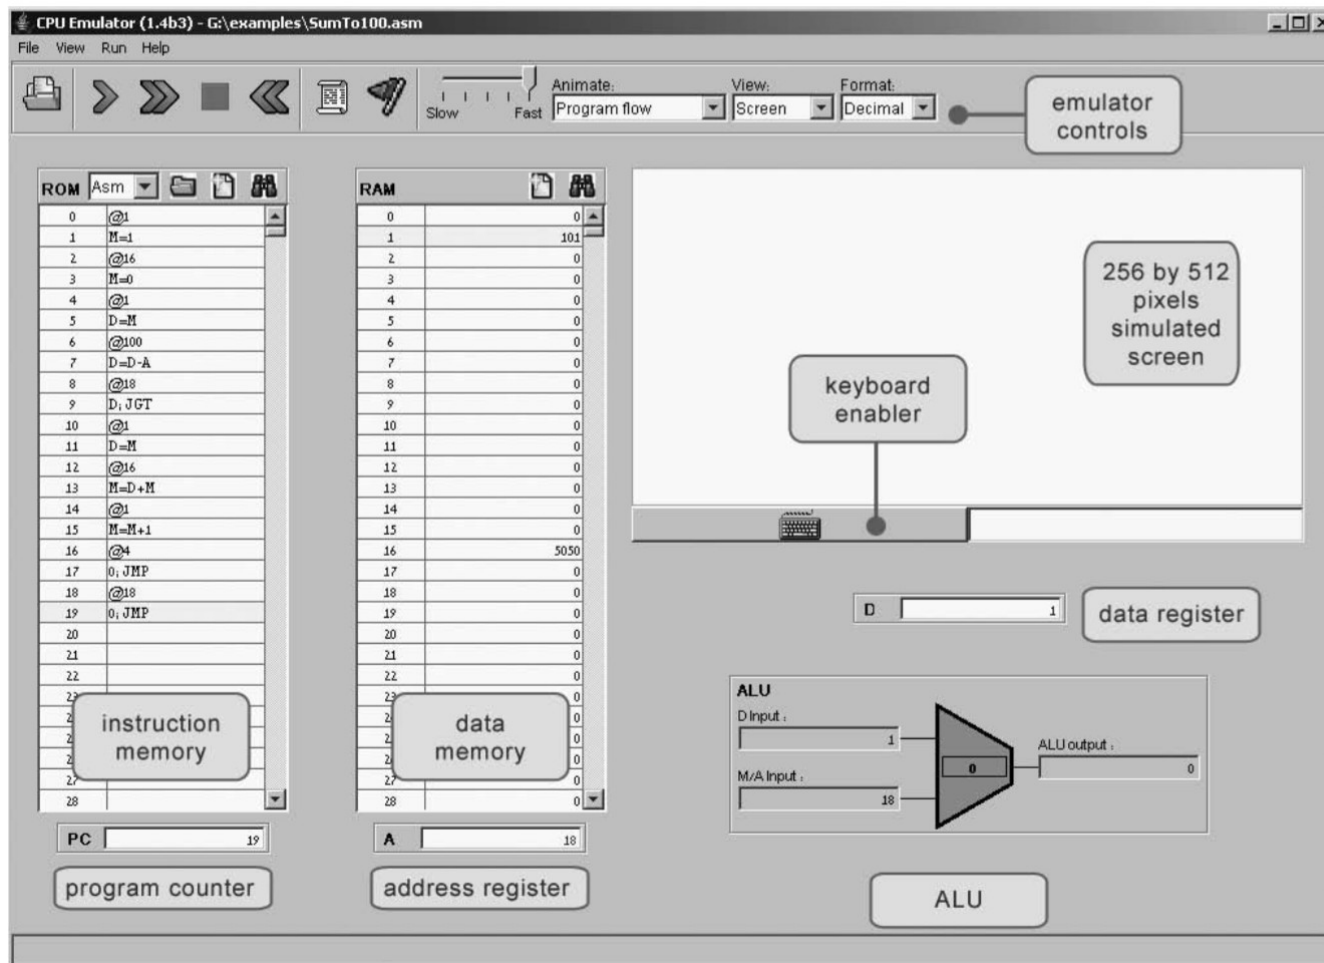 CPU Emulator (1.4b3) - G:\examples\SumTo100.asm
File View Run Help
Slow Fast
Animate:
Program flow
View:
Screen
Format:
Decimal
emulator
controls
ROM Asm
0 @1
1 M=1
2 @16
3 M=0
4 @1
5 D=M
6 @100
7 D=D-A
8 @18
9 D;JGT
10 @1
11 D=M
12 @16
13 M=D+M
14 @1
15 M=M+1
16 @4
17 0;JMP
18 @18
19 0;JMP
20
21
22
instruction
memory
28
PC 19
program counter
RAM
0 0
1 101
2 0
3 0
4 0
5 0
6 0
7 0
8 0
9 0
10 0
11 0
12 0
13 0
14 0
15 0
16 5050
17 0
18 0
19 0
20 0
21 0
22 0
23 0
0
0
0
27 0
data
memory
28 0
A 18
address register
256 by 512
pixels
simulated
screen
keyboard
enabler
D 1
data register
ALU
D Input :
1
M/A Input :
18
0
ALU output :
0
ALU